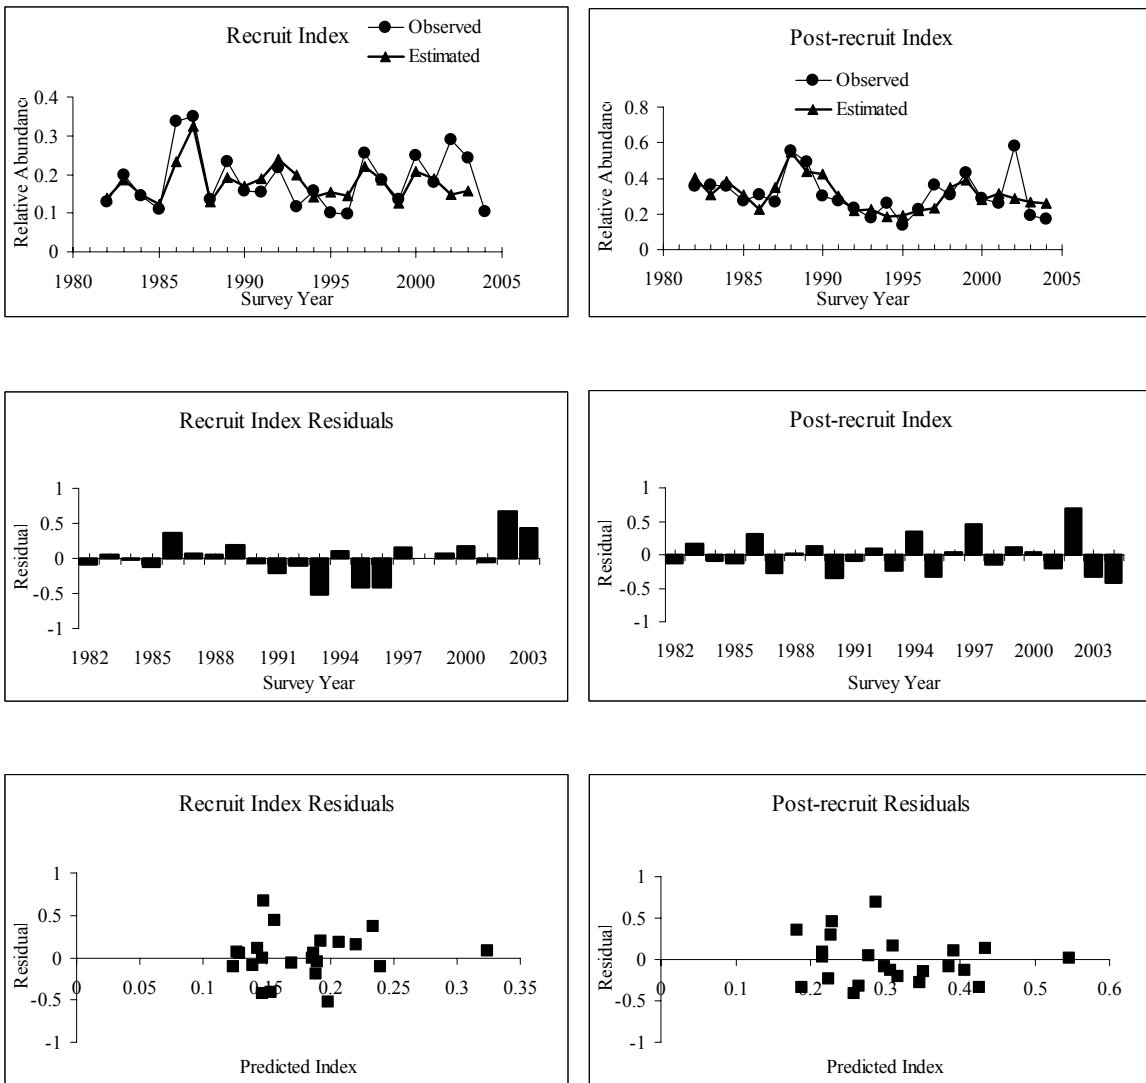 Recruit Index
Observed
Estimated
Relative Abundanc
0.4
0.3
0.2
0.1
0
1980 1985 1990 1995 2000 2005
Survey Year
Post-recruit Index
Observed
Estimated
Relative Abundanc
0.8
0.6
0.4
0.2
0
1980 1985 1990 1995 2000 2005
Survey Year
Recruit Index Residuals
Residual
1
0.5
0
-0.5
-1
1982 1985 1988 1991 1994 1997 2000 2003
Survey Year
Post-recruit Index
Residual
1
0.5
0
-0.5
-1
1982 1985 1988 1991 1994 1997 2000 2003
Survey Year
Recruit Index Residuals
Residual
1
0.5
0
-0.5
-1
0 0.05 0.1 0.15 0.2 0.25 0.3 0.35
Predicted Index
Post-recruit Residuals
Residual
1
0.5
0
-0.5
-1
0 0.1 0.2 0.3 0.4 0.5 0.6
Predicted Index